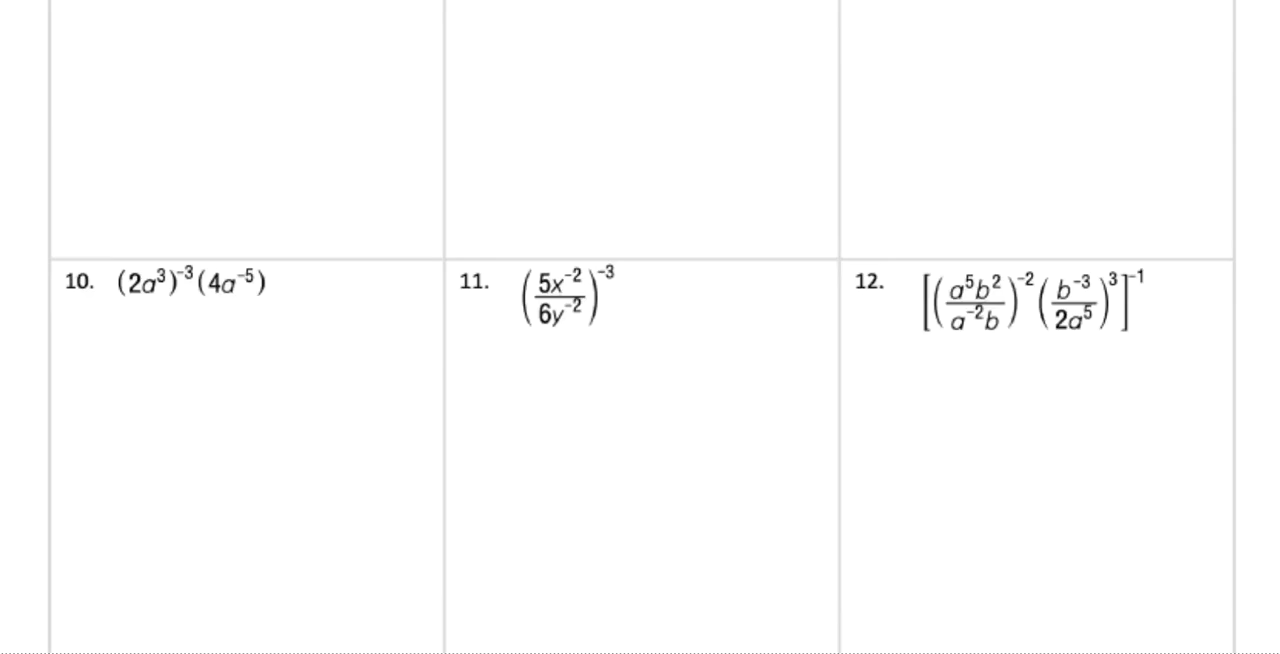 10. (2a³)⁻³(4a⁻⁵)
11. (5x⁻²/6y⁻²)⁻³
12. [(a⁵b²/a⁻²b)⁻²(b⁻³/2a⁵)³]⁻¹